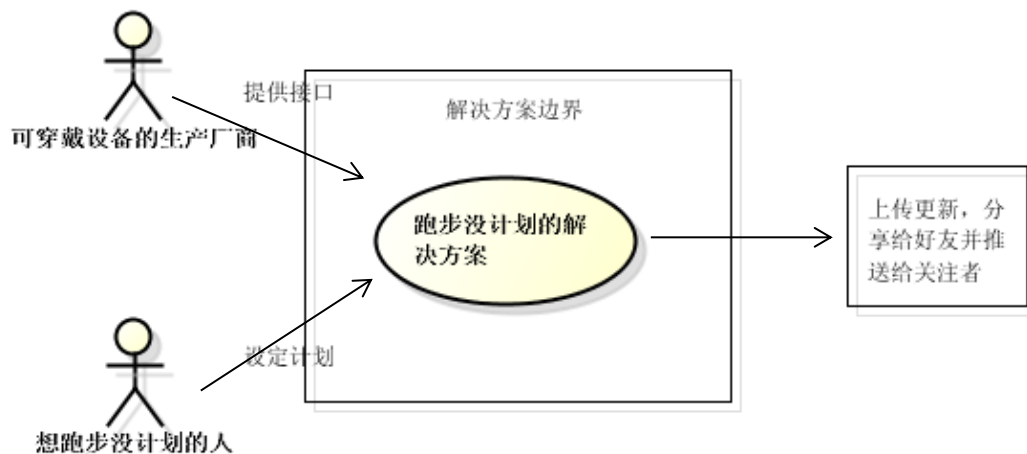 提供接口
解决方案边界
可穿戴设备的生产厂商
跑步没计划的解
决方案
上传更新，分
享给好友并推
送给关注者
设定计划
想跑步没计划的人